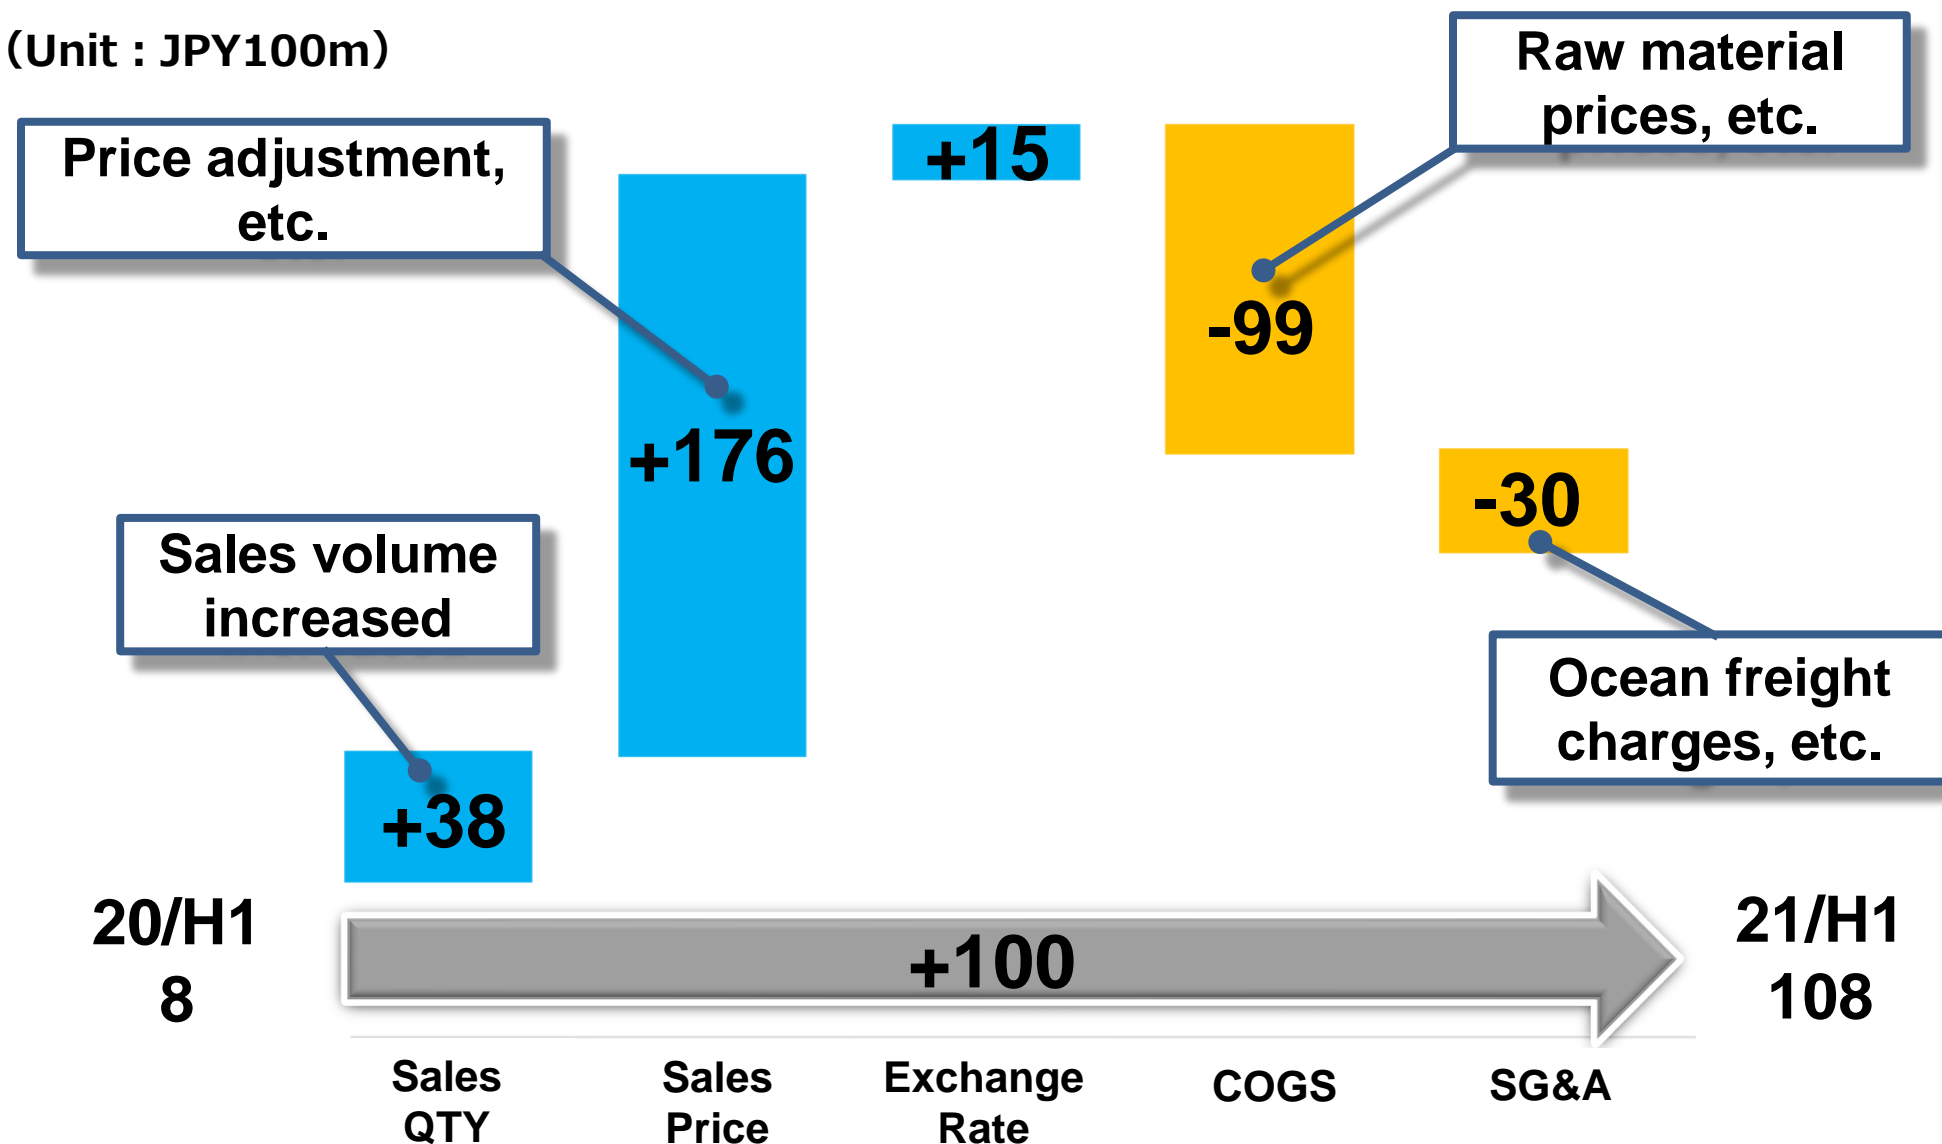 (Unit : JPY100m)
Raw material
prices, etc.
Price adjustment,
etc.
+15
-99
+176
-30
Sales volume
increased
+38
Ocean freight
charges, etc.
20/H1
8
+100
21/H1
108
Sales
QTY
Sales
Price
Exchange
Rate
COGS
SG&A